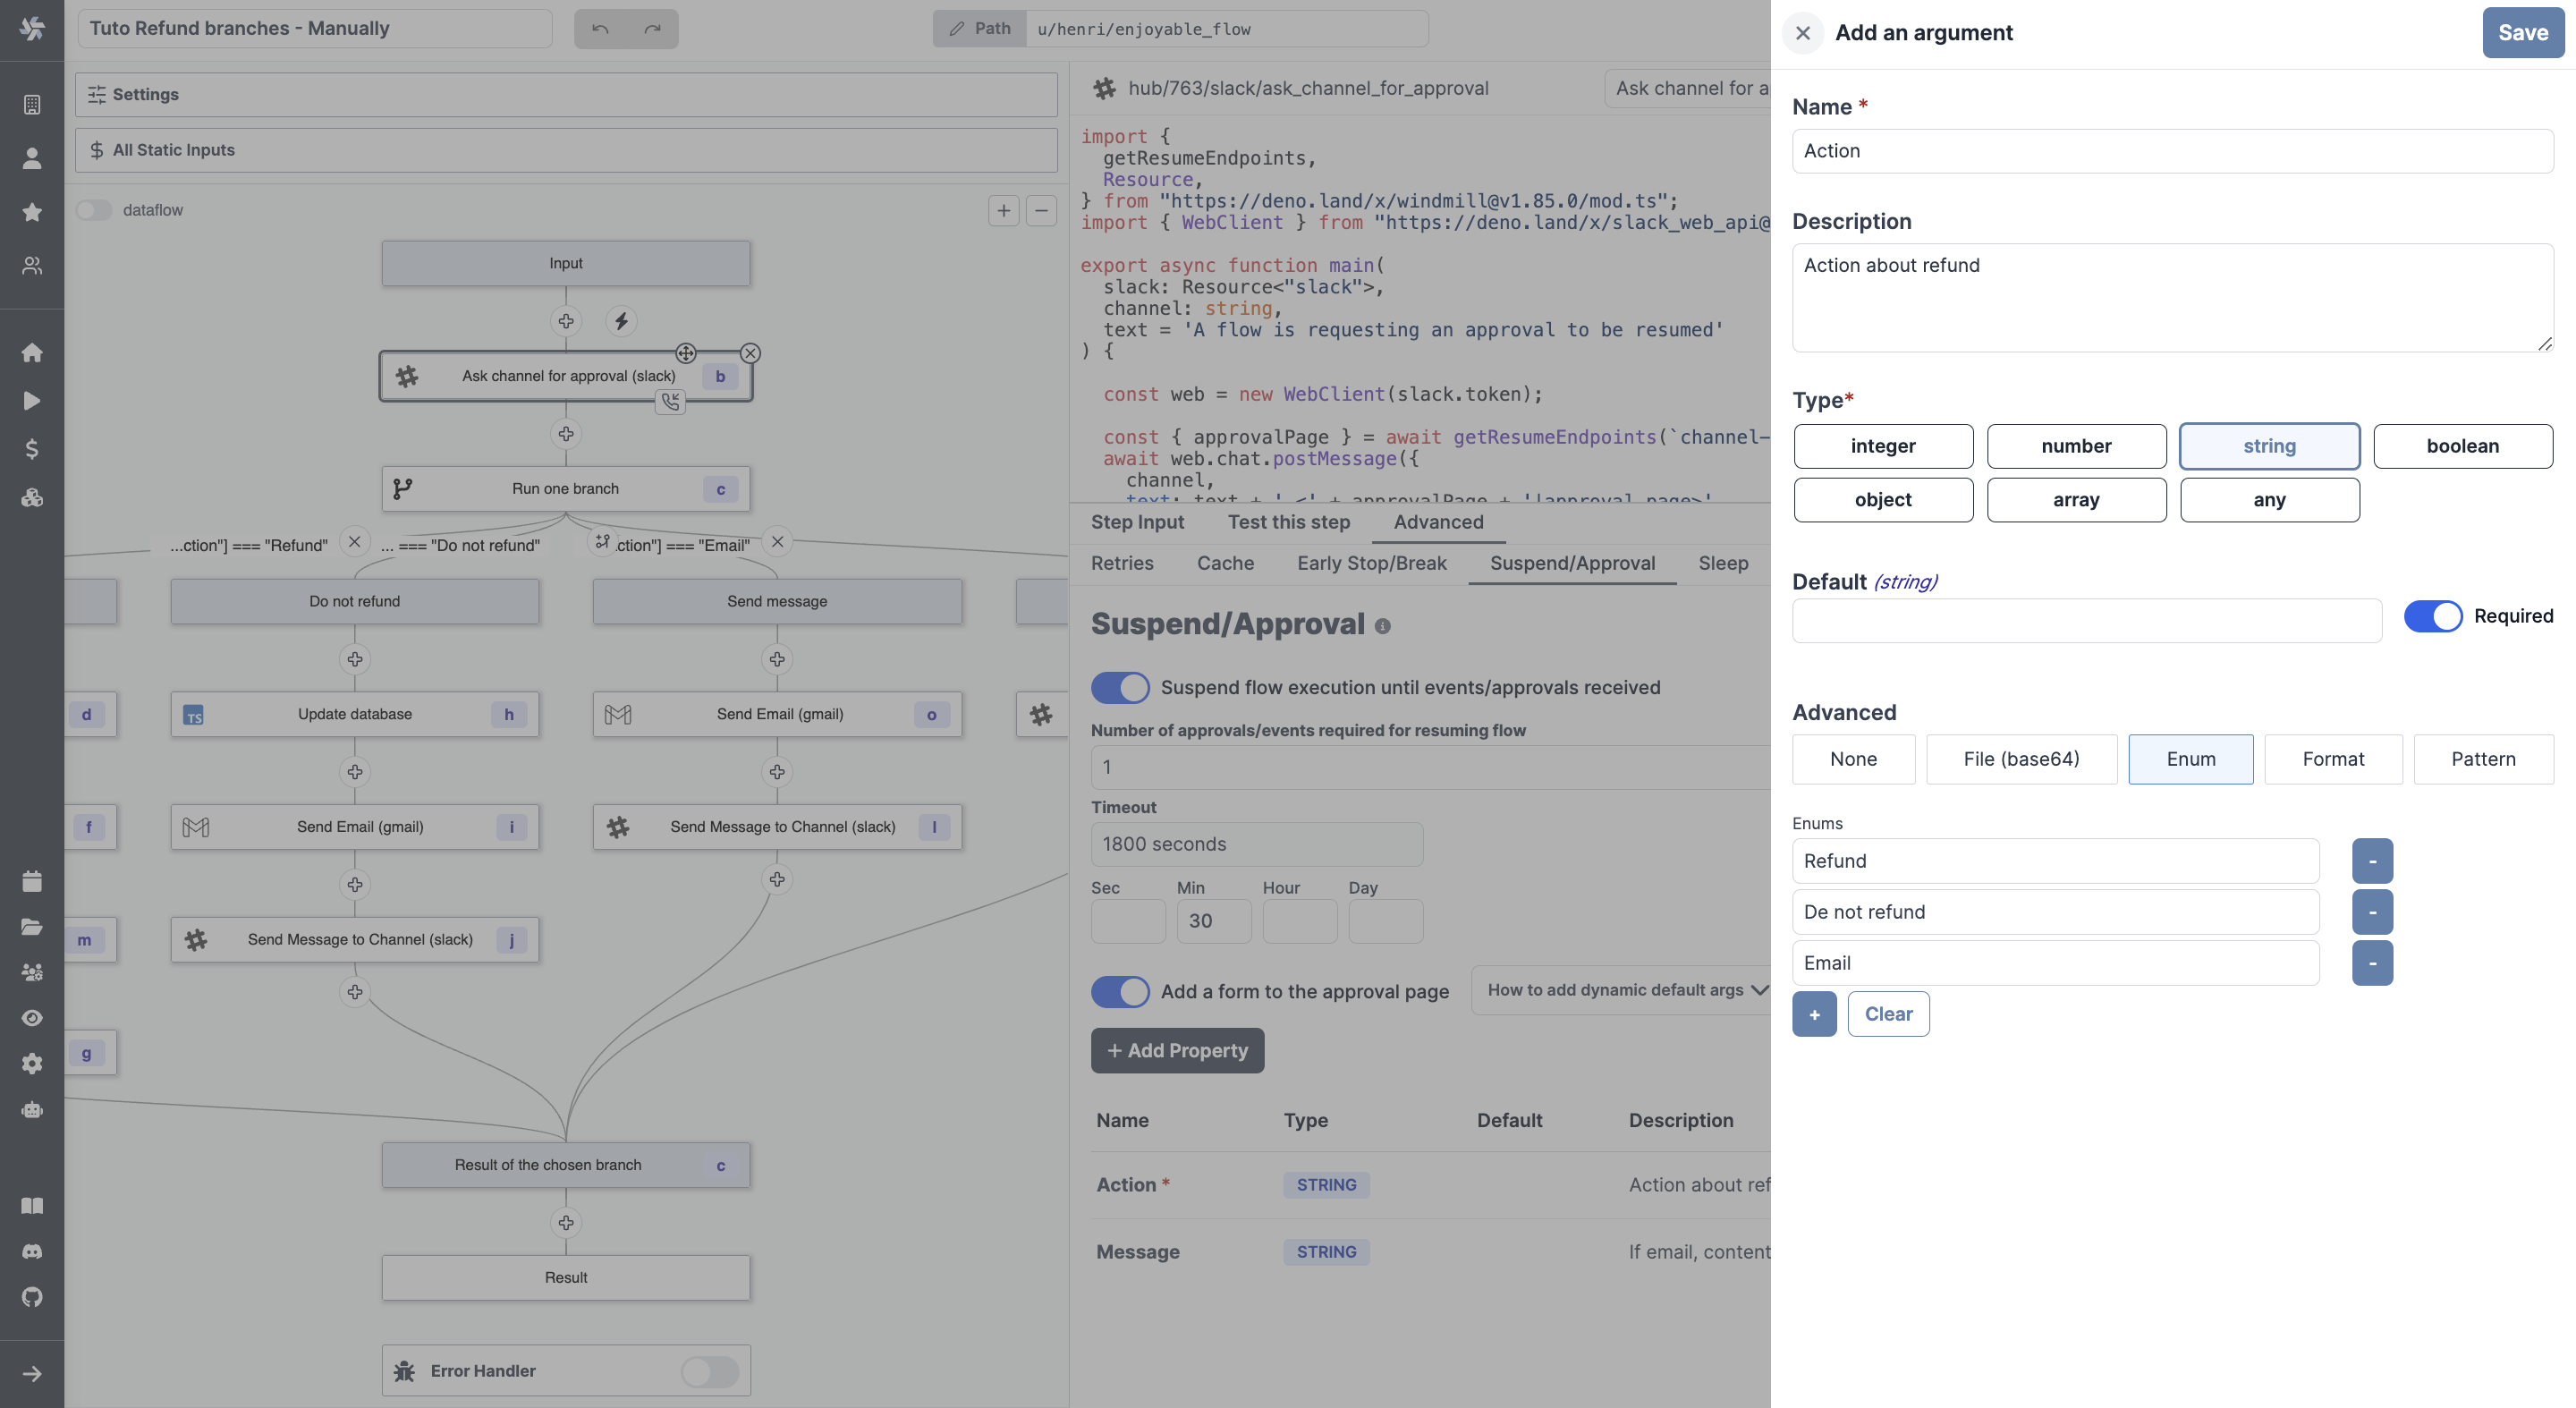 Tuto Refund branches - Manually
Path
u/henri/enjoyable_flow
Settings
$ All Static Inputs
dataflow
Input
Ask channel for approval (slack)
b
Run one branch
c
...ction"] === "Refund"
... === "Do not refund"
ction"] === "Email"
Do not refund
Send message
d
TS
Update database
h
Send Email (gmail)
o
f
Send Email (gmail)
i
Send Message to Channel (slack)
l
m
Send Message to Channel (slack)
j
g
Result of the chosen branch
c
Result
Error Handler
hub/763/slack/ask_channel_for_approval
Ask channel for a
import {
getResumeEndpoints,
Resource,
} from "https://deno.land/x/windmill@v1.85.0/mod.ts";
import { WebClient } from "https://deno.land/x/slack_web_api@
export async function main(
slack: Resource<"slack">,
channel: string,
text = 'A flow is requesting an approval to be resumed'
) {
const web = new WebClient(slack.token);
const { approvalPage } = await getResumeEndpoints(`channel-
await web.chat.postMessage({
channel,
text: text + ' <' + approvalPage + '|approval page>'
Step Input
Test this step
Advanced
Retries
Cache
Early Stop/Break
Suspend/Approval
Sleep
Suspend/Approval
Suspend flow execution until events/approvals received
Number of approvals/events required for resuming flow
1
Timeout
1800 seconds
Sec
Min
Hour
Day
30
Add a form to the approval page
How to add dynamic default args
+ Add Property
Name
Type
Default
Description
Action *
STRING
Action about ref
Message
STRING
If email, content
Add an argument
Save
Name *
Action
Description
Action about refund
Type*
integer
number
string
boolean
object
array
any
Default (string)
Required
Advanced
None
File (base64)
Enum
Format
Pattern
Enums
Refund
-
De not refund
-
Email
-
+
Clear